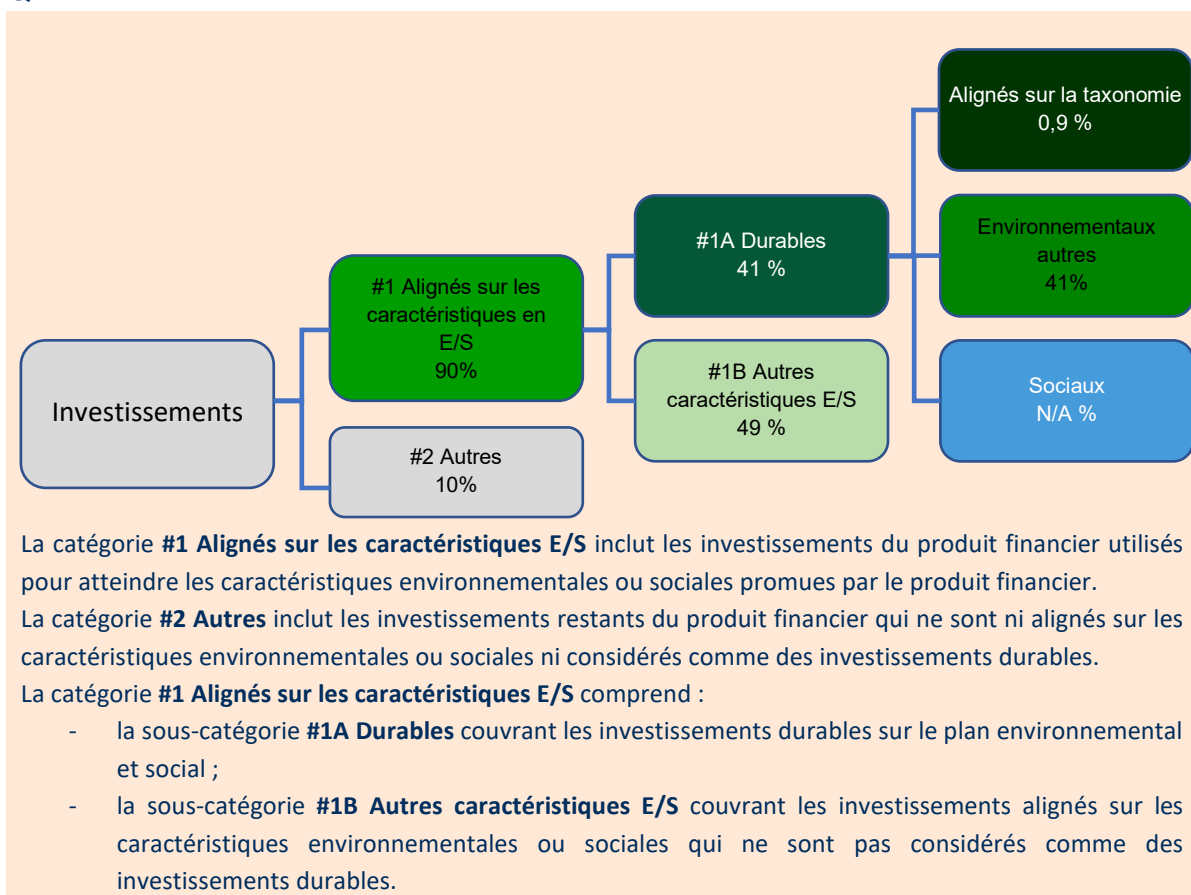 Investissements
#1 Alignés sur les
caractéristiques en
E/S
90%
#2 Autres
10%
#1A Durables
41 %
#1B Autres
caractéristiques E/S
49 %
Alignés sur la taxonomie
0,9 %
Environnementaux
autres
41%
Sociaux
N/A %
La catégorie #1 Alignés sur les caractéristiques E/S inclut les investissements du produit financier utilisés
pour atteindre les caractéristiques environnementales ou sociales promues par le produit financier.
La catégorie #2 Autres inclut les investissements restants du produit financier qui ne sont ni alignés sur les
caractéristiques environnementales ou sociales ni considérés comme des investissements durables.
La catégorie #1 Alignés sur les caractéristiques E/S comprend :
- la sous-catégorie #1A Durables couvrant les investissements durables sur le plan environnemental
et social ;
- la sous-catégorie #1B Autres caractéristiques E/S couvrant les investissements alignés sur les
caractéristiques environnementales ou sociales qui ne sont pas considérés comme des
investissements durables.